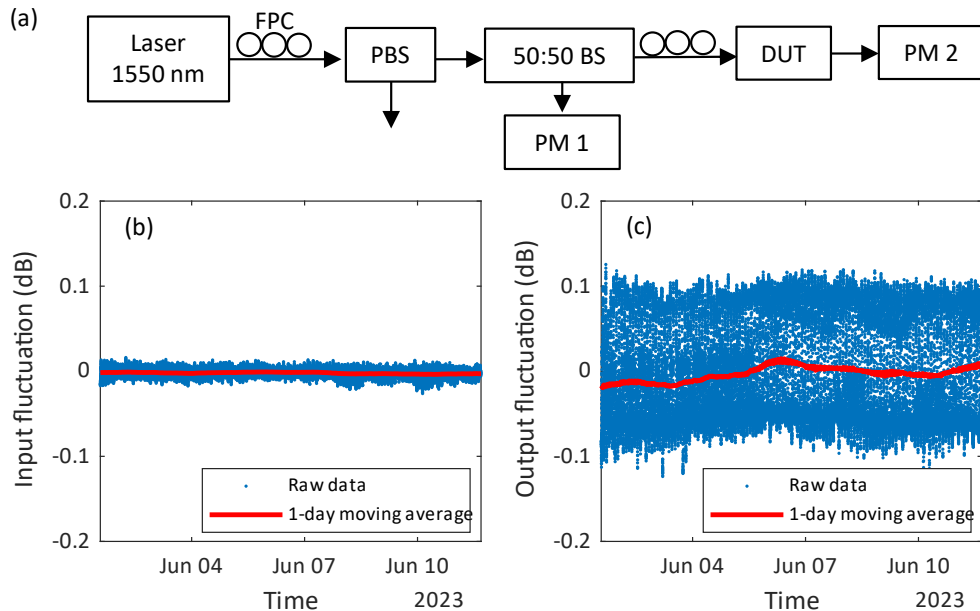 (a)
Laser
1550 nm
FPC
PBS
50:50 BS
DUT
PM 2
PM 1
(b)
Input fluctuation (dB)
0.2
0.1
0
-0.1
-0.2
Raw data
1-day moving average
Jun 04
Jun 07
Jun 10
Time
2023
(c)
Output fluctuation (dB)
0.2
0.1
0
-0.1
-0.2
Raw data
1-day moving average
Jun 04
Jun 07
Jun 10
Time
2023